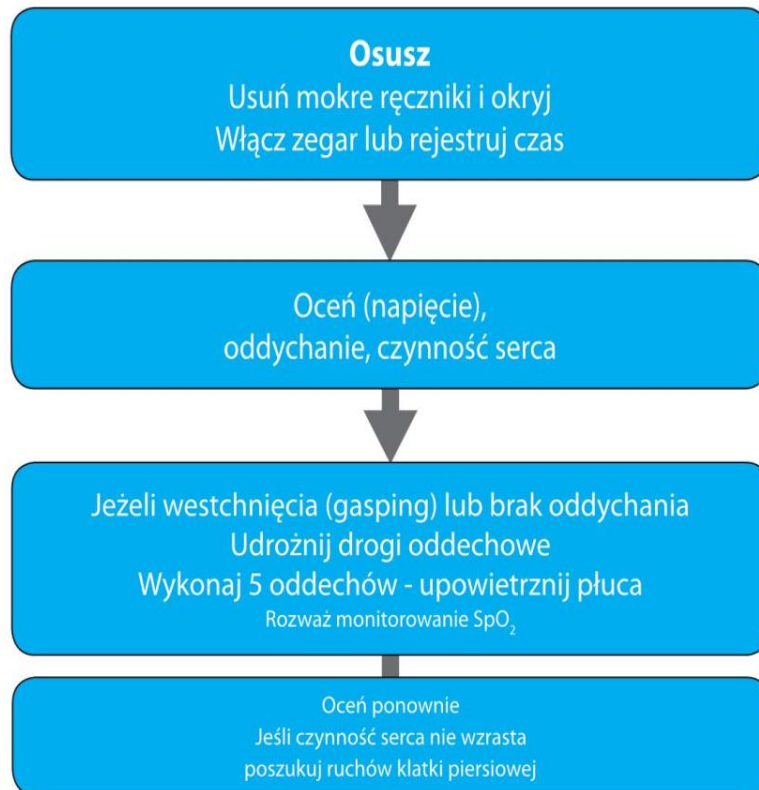 Osusz
Usuń mokre ręczniki i okryj
Włącz zegar lub rejestruj czas
Oceń (napięcie),
oddychanie, czynność serca
Jeżeli westchnięcia (gasping) lub brak oddychania
Udrożnij drogi oddechowe
Wykonaj 5 oddechów - upowietrznij płuca
Rozważ monitorowanie SpO₂
Oceń ponownie
Jeśli czynność serca nie wzrasta
poszukuj ruchów klatki piersiowej